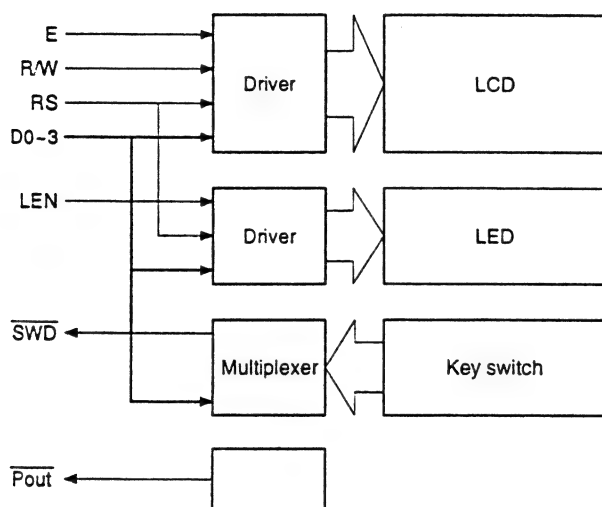 E
R/W
RS
D0~3
Driver
LCD
LEN
Driver
LED
SWD
Multiplexer
Key switch
Pout